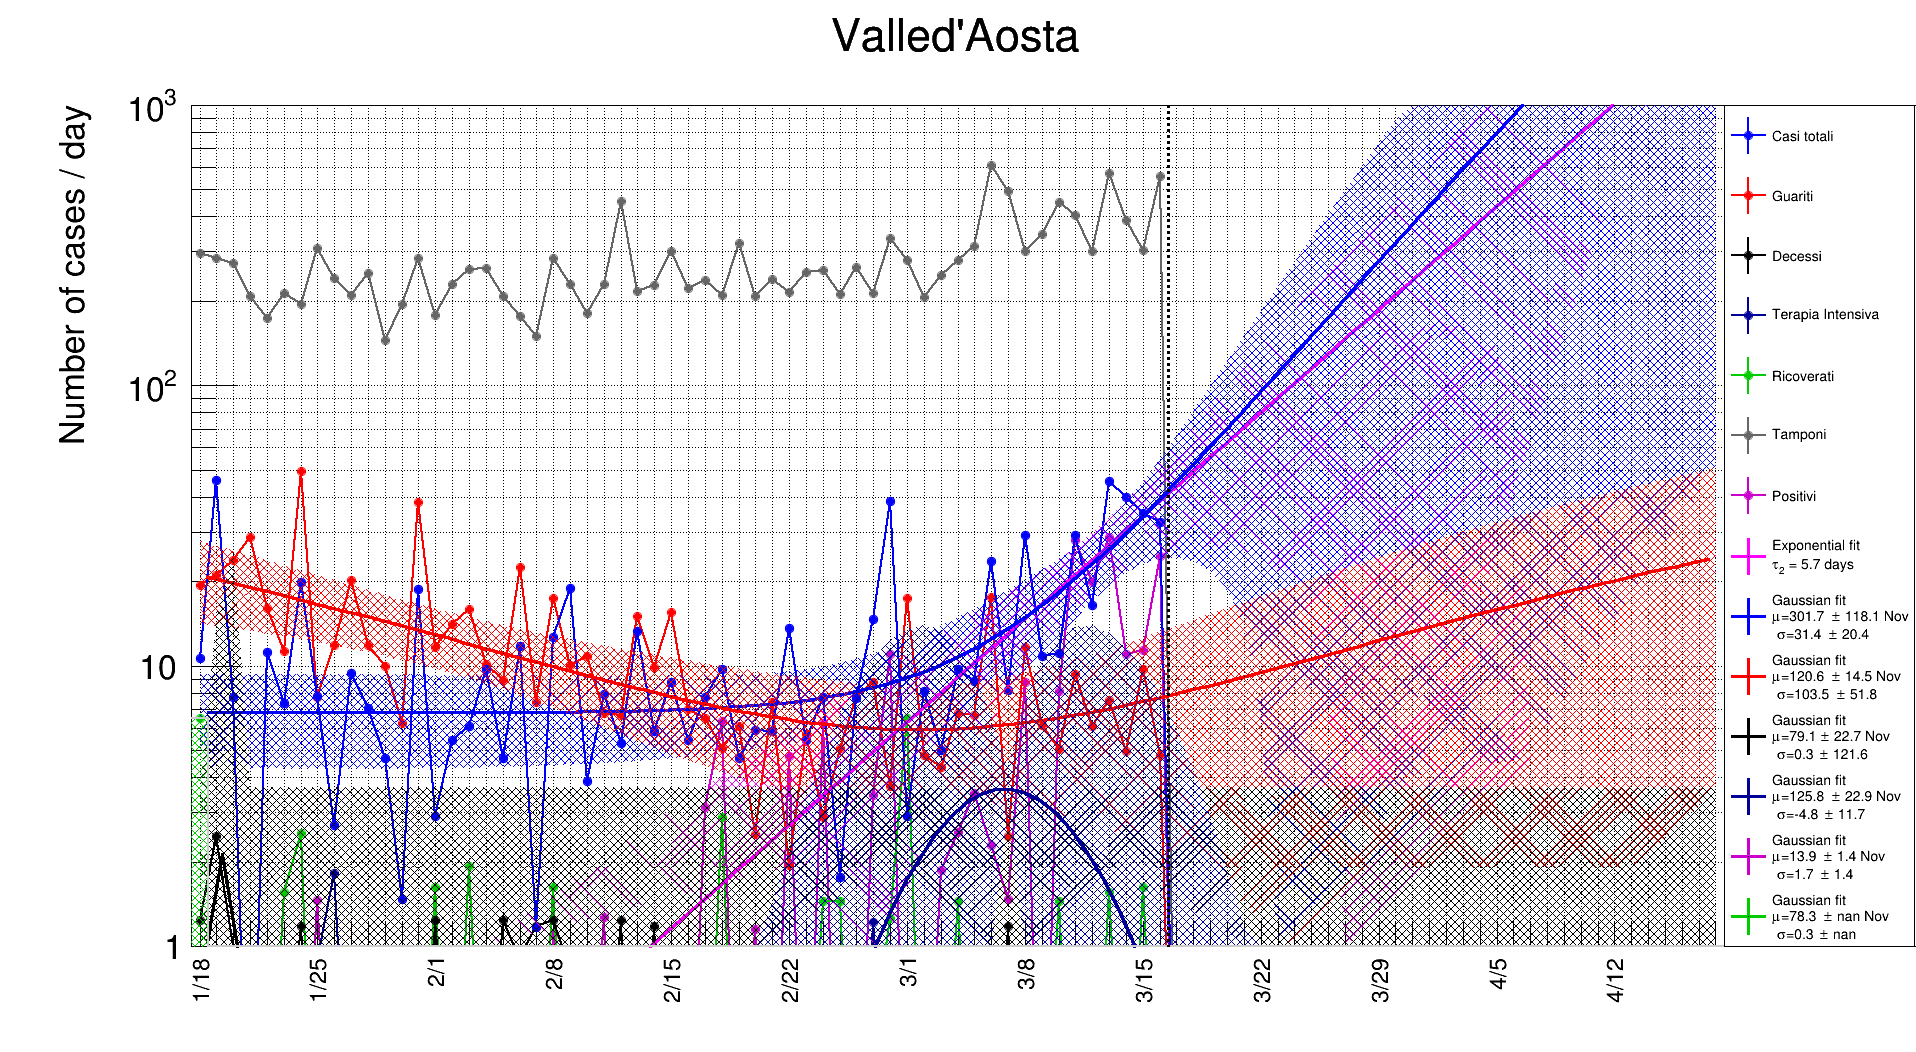 Valled'Aosta
Number of cases / day
10³
10²
10
1
1/18
1/25
2/1
2/8
2/15
2/22
3/1
3/8
3/15
3/22
3/29
4/5
4/12
Casi totali
Guariti
Decessi
Terapia Intensiva
Ricoverati
Tamponi
Positivi
Exponential fit
τ₂ = 5.7 days
Gaussian fit
μ=301.7 ± 118.1 Nov
σ=31.4 ± 20.4
Gaussian fit
μ=120.6 ± 14.5 Nov
σ=103.5 ± 51.8
Gaussian fit
μ=79.1 ± 22.7 Nov
σ=0.3 ± 121.6
Gaussian fit
μ=125.8 ± 22.9 Nov
σ=-4.8 ± 11.7
Gaussian fit
μ=13.9 ± 1.4 Nov
σ=1.7 ± 1.4
Gaussian fit
μ=78.3 ± nan Nov
σ=0.3 ± nan